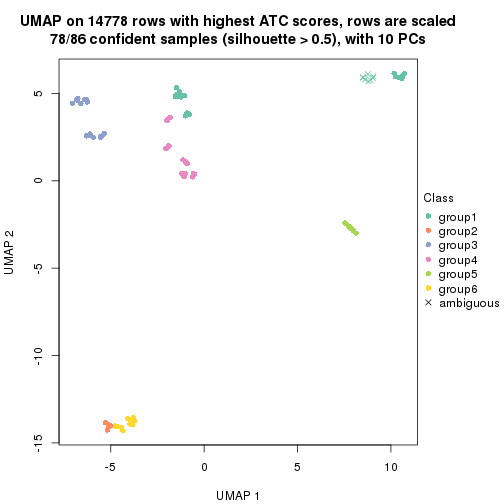 UMAP on 14778 rows with highest ATC scores, rows are scaled
78/86 confident samples (silhouette > 0.5), with 10 PCs
5
0
-5
-10
-15
UMAP 2
-5
0
5
10
UMAP 1
Class
group1
group2
group3
group4
group5
group6
ambiguous